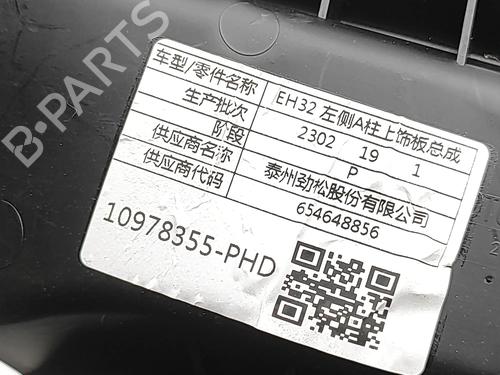 B-PARTS
车型/零件名称 EH32 左侧A柱上饰板总成
生产批次 2302 19 1
阶段 P
供应商名称 泰州劲松股份有限公司
供应商代码 654648856
10978355-PHD